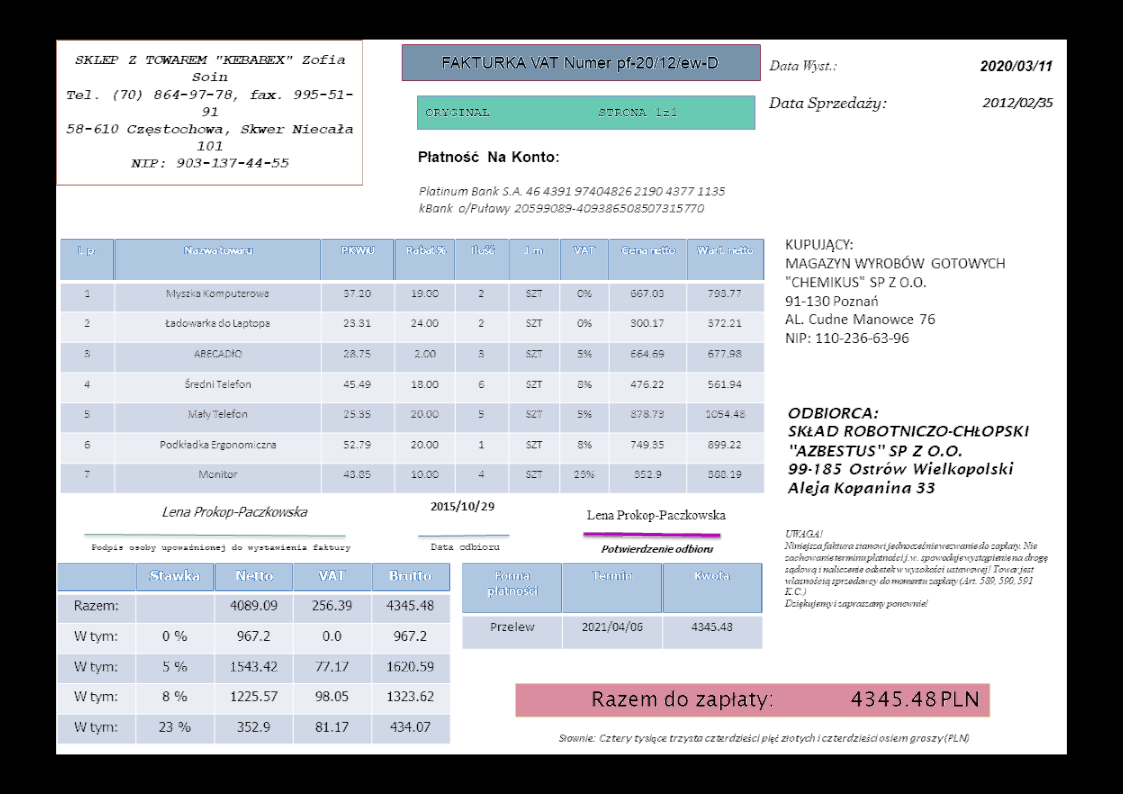 SKLEP Z TOWAREM "KEBABEX" Zofia
Soin
Tel. (70) 864-97-78, fax. 995-51-
91
58-610 Częstochowa, Skwer Niecała
101
NIP: 903-137-44-55
FAKTURKA VAT Numer pf-20/12/ew-D
ORYGINAL STRONA 1z1
Data Wyst.: 2020/03/11
Data Sprzedaży: 2012/02/35
Płatność Na Konto:
Platinum Bank S.A. 46 4391 97404826 2190 4377 1135
kBank o/Puławy 20599089-409386508507315770
L.p. Nazwa towaru PKWiU Rabat% Ilość J.m. VAT Cena netto Wart. netto
1 Myszka Komputerowa 37.20 19.00 2 SZT 0% 667.03 793.77
2 Ładowarka do Laptopa 23.31 24.00 2 SZT 0% 300.17 372.21
3 ABECADŁO 28.75 2.00 3 SZT 5% 664.69 677.98
4 Średni Telefon 45.49 18.00 6 SZT 8% 476.22 561.94
5 Mały Telefon 25.35 20.00 5 SZT 5% 878.73 1054.48
6 Podkładka Ergonomiczna 52.79 20.00 1 SZT 8% 749.35 899.22
7 Monitor 43.85 10.00 4 SZT 23% 352.9 388.19
KUPUJĄCY:
MAGAZYN WYROBÓW GOTOWYCH
"CHEMIKUS" SP Z O.O.
91-130 Poznań
AL. Cudne Manowce 76
NIP: 110-236-63-96
ODBIORCA:
SKŁAD ROBOTNICZO-CHŁOPSKI
"AZBESTUS" SP Z O.O.
99-185 Ostrów Wielkopolski
Aleja Kopanina 33
Lena Prokop-Paczkowska
Podpis osoby upoważnionej do wystawienia faktury
2015/10/29
Data odbioru
Lena Prokop-Paczkowska
Potwierdzenie odbioru
UWAGA!
Niniejsza faktura stanowi jednocześnie wezwanie do zapłaty. Nie
zachowanie terminu płatności j.w. spowoduje wystąpienie na drogę
sądową i naliczenie odsetek w wysokości ustawowej! Towar jest
własnością sprzedawcy do momentu zapłaty (Art. 589, 590, 591
K.C.)
Dziękujemy i zapraszamy ponownie!
Stawka Netto VAT Brutto
Razem: 4089.09 256.39 4345.48
W tym: 0 % 967.2 0.0 967.2
W tym: 5 % 1543.42 77.17 1620.59
W tym: 8 % 1225.57 98.05 1323.62
W tym: 23 % 352.9 81.17 434.07
Forma płatności Termin Kwota
Przelew 2021/04/06 4345.48
Razem do zapłaty: 4345.48 PLN
Słownie: Cztery tysiące trzysta czterdzieści pięć złotych i czterdzieści osiem groszy (PLN)